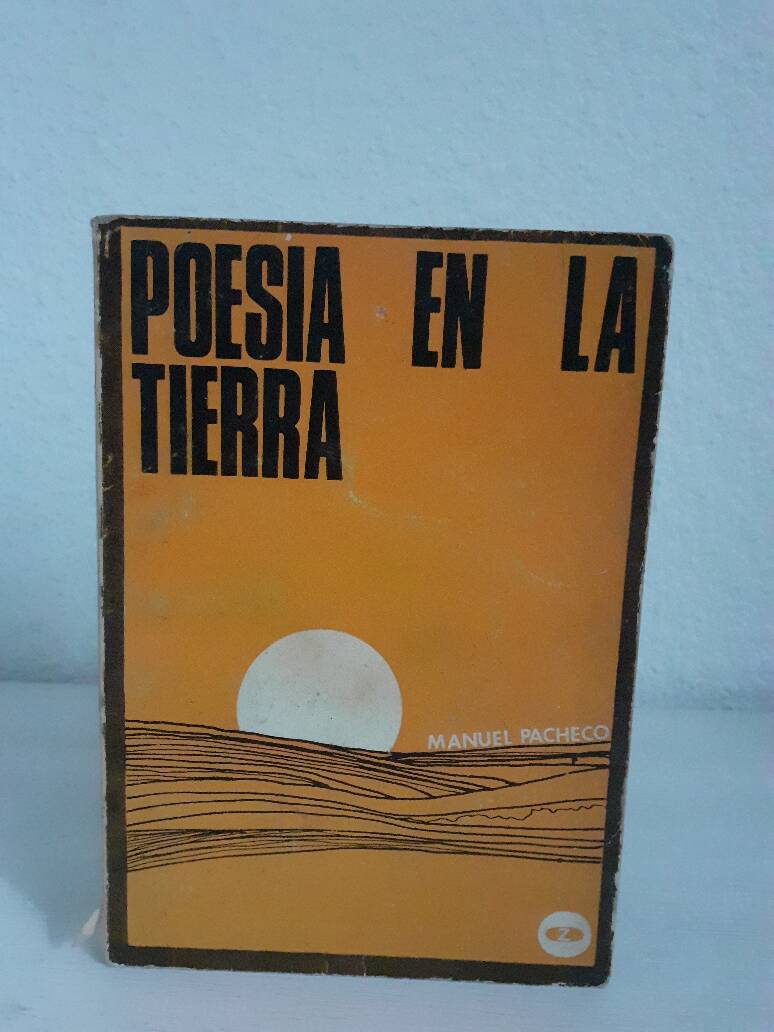 POESIA EN LA
TIERRA
MANUEL PACHECO
Z